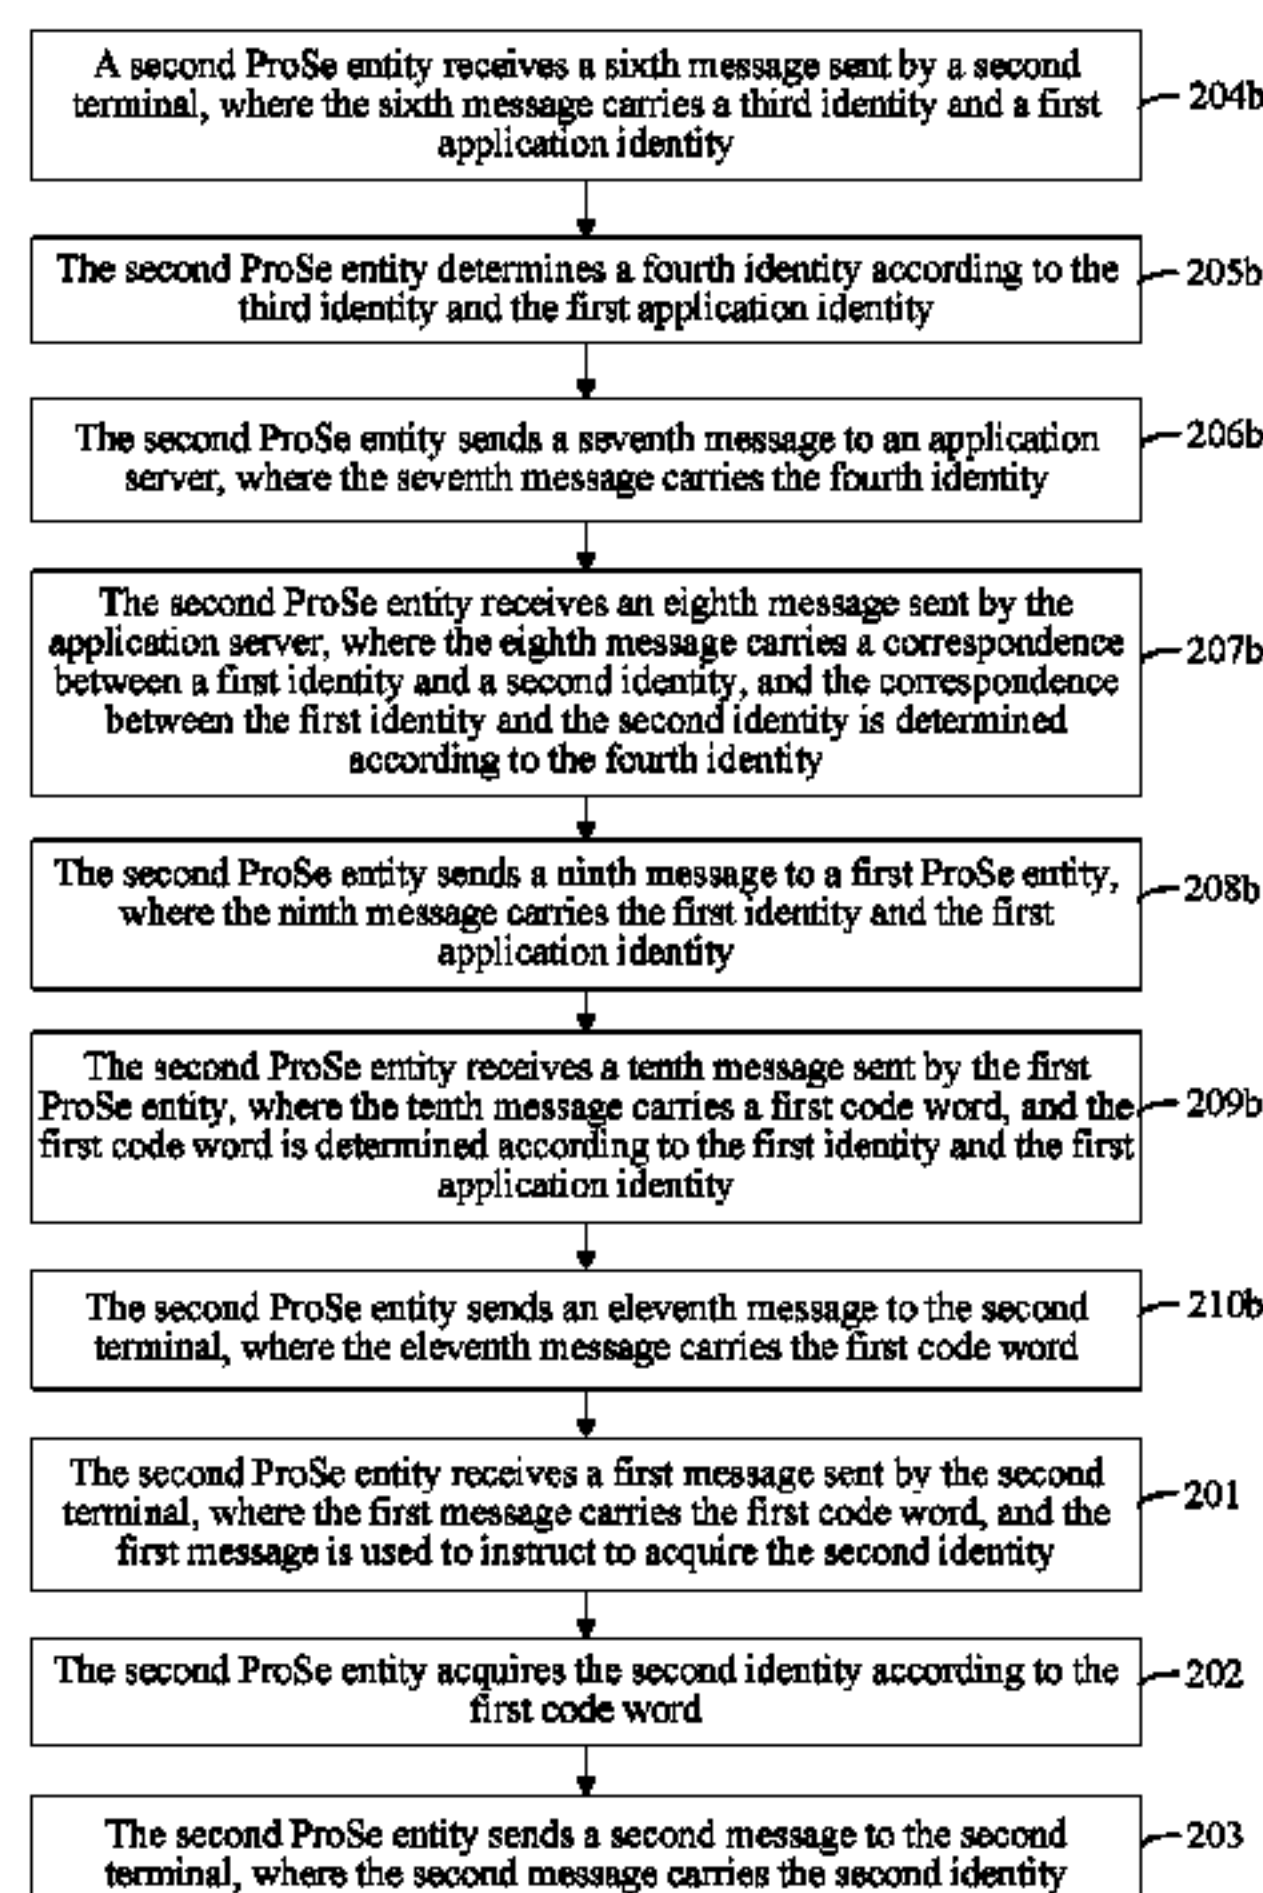 A second ProSe entity receives a sixth message sent by a second
terminal, where the sixth message carries a third identity and a first
application identity
204b
The second ProSe entity determines a fourth identity according to the
third identity and the first application identity
205b
The second ProSe entity sends a seventh message to an application
server, where the seventh message carries the fourth identity
206b
The second ProSe entity receives an eighth message sent by the
application server, where the eighth message carries a correspondence
between a first identity and a second identity, and the correspondence
between the first identity and the second identity is determined
according to the fourth identity
207b
The second ProSe entity sends a ninth message to a first ProSe entity,
where the ninth message carries the first identity and the first
application identity
208b
The second ProSe entity receives a tenth message sent by the first
ProSe entity, where the tenth message carries a first code word, and the
first code word is determined according to the first identity and the first
application identity
209b
The second ProSe entity sends an eleventh message to the second
terminal, where the eleventh message carries the first code word
210b
The second ProSe entity receives a first message sent by the second
terminal, where the first message carries the first code word, and the
first message is used to instruct to acquire the second identity
201
The second ProSe entity acquires the second identity according to the
first code word
202
The second ProSe entity sends a second message to the second
terminal, where the second message carries the second identity
203